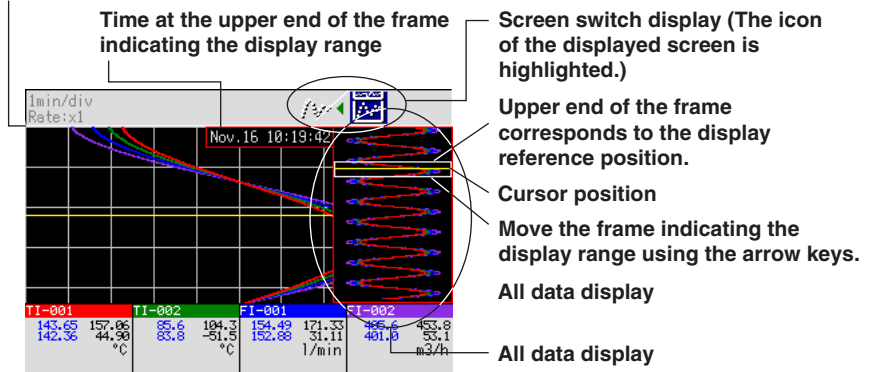 Time at the upper end of the frame
indicating the display range
Screen switch display (The icon
of the displayed screen is
highlighted.)
1min/div
Rate:x1
Nov.16 10:19:42
Upper end of the frame
corresponds to the display
reference position.
Cursor position
Move the frame indicating the
display range using the arrow keys.
All data display
TI-001 TI-002 FI-001 FI-002
143.65 157.06 85.6 104.3 154.49 171.33 405.6 453.8
142.36 44.90 83.8 -51.5 152.88 31.11 401.0 53.1
°C °C l/min m3/h
All data display